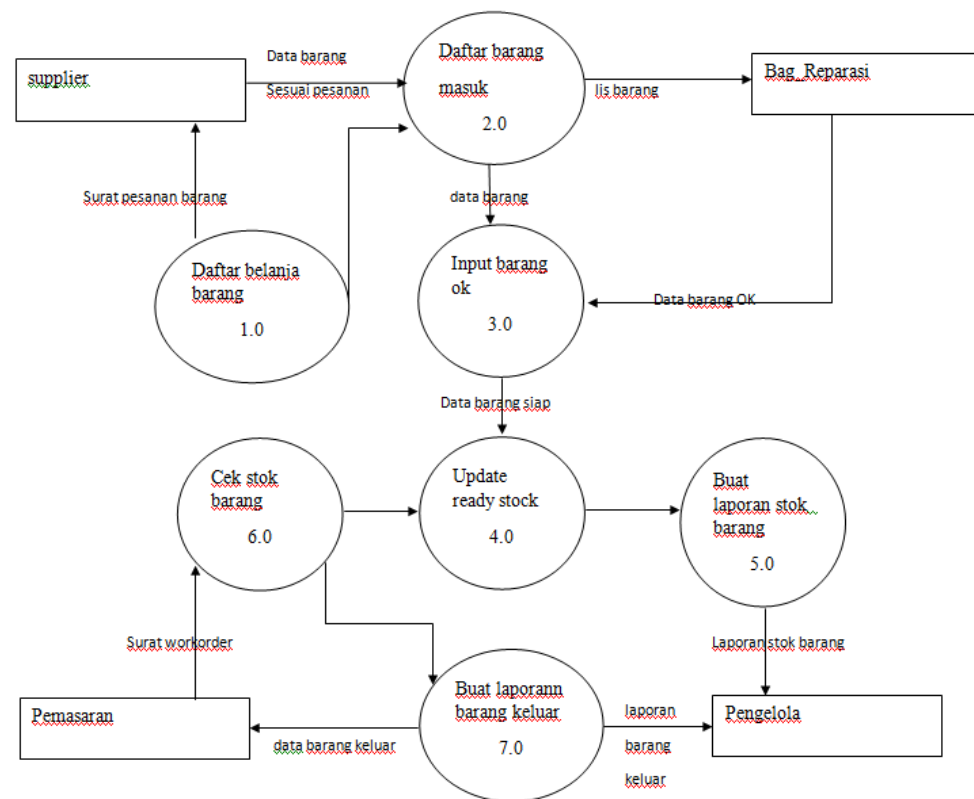 supplier
Data barang
Sesuai pesanan
Daftar barang
masuk
2.0
lis barang
Bag_Reparasi
Surat pesanan barang
data barang
Daftar belanja
barang
1.0
Input barang
ok
3.0
Data barang OK
Data barang siap
Cek stok
barang
6.0
Update
ready stock
4.0
Buat
laporan stok
barang
5.0
Surat workorder
Laporan stok barang
Pemasaran
data barang keluar
Buat laporann
barang keluar
7.0
laporan
barang
keluar
Pengelola